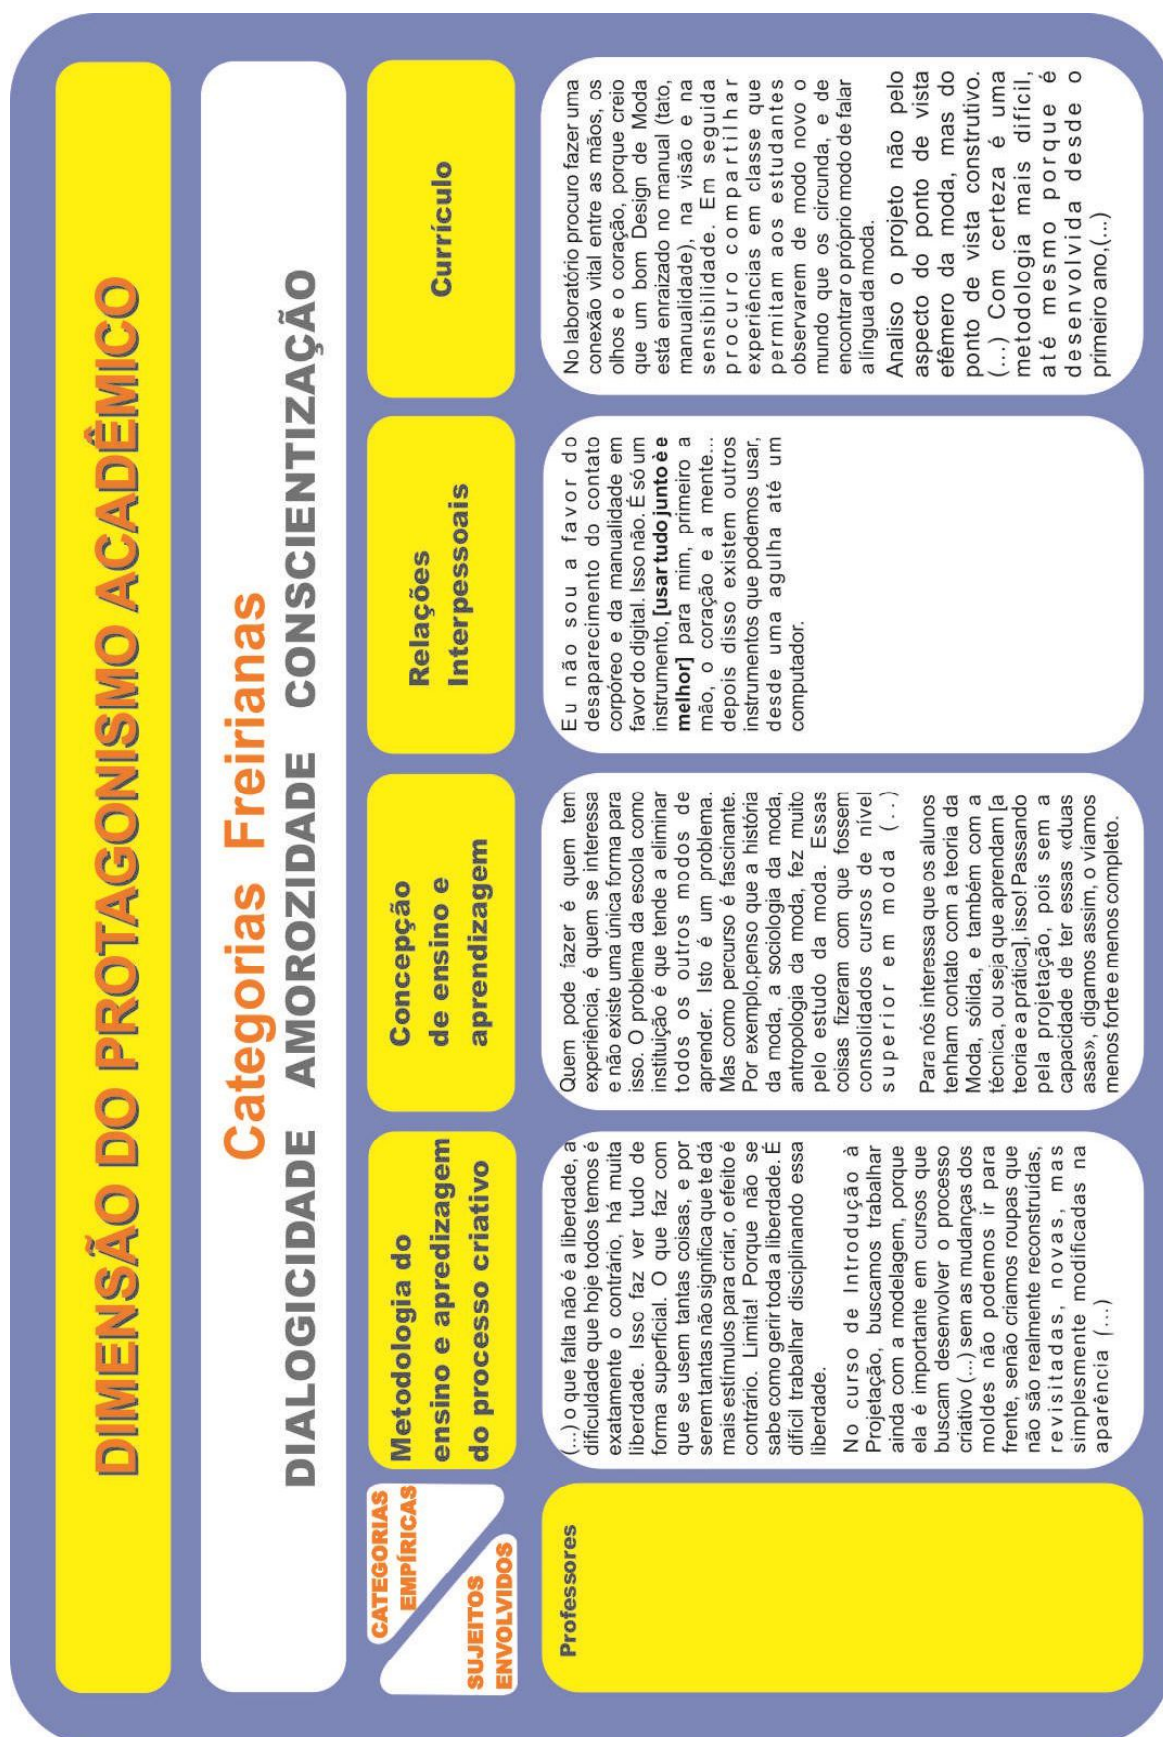 DIMENSÃO DO PROTAGONISMO ACADÊMICO
Categorias Freirianas
DIALOGICIDADE AMOROZIDADE CONSCIENTIZAÇÃO
CATEGORIAS
EMPÍRICAS
SUJEITOS
ENVOLVIDOS
Metodologia do
ensino e apredizagem
do processo criativo
Concepção
de ensino e
aprendizagem
Relações
Interpessoais
Currículo
Professores
(...) o que falta não é a liberdade, a
dificuldade que hoje todos temos é
exatamente o contrário, há muita
liberdade. Isso faz ver tudo de
forma superficial. O que faz com
que se usem tantas coisas, e por
serem tantas não significa que te dá
mais estímulos para criar, o efeito é
contrário. Limita! Porque não se
sabe como gerir toda a liberdade. É
difícil trabalhar disciplinando essa
liberdade.
No curso de Introdução à
Projetação, buscamos trabalhar
ainda com a modelagem, porque
ela é importante em cursos que
buscam desenvolver o processo
criativo (...) sem as mudanças dos
moldes não podemos ir para
frente, senão criamos roupas que
não são realmente reconstruídas,
revisitadas, novas, mas
simplesmente modificadas na
aparência (...)
Quem pode fazer é quem tem
experiência, é quem se interessa
e não existe uma única forma para
isso. O problema da escola como
instituição é que tende a eliminar
todos os outros modos de
aprender. Isto é um problema.
Mas como percurso é fascinante.
Por exemplo,penso que a história
da moda, a sociologia da moda,
antropologia da moda, fez muito
pelo estudo da moda. Essas
coisas fizeram com que fossem
consolidados cursos de nível
superior em moda (...)
Para nós interessa que os alunos
tenham contato com a teoria da
Moda, sólida, e também com a
técnica, ou seja que aprendam [a
teoria e a prática], isso! Passando
pela projetação, pois sem a
capacidade de ter essas «duas
asas», digamos assim, o víamos
menos forte e menos completo.
Eu não sou a favor do
desaparecimento do contato
corpóreo e da manualidade em
favor do digital. Isso não. É só um
instrumento, [usar tudo junto è e
melhor] para mim, primeiro a
mão, o coração e a mente...
depois disso existem outros
instrumentos que podemos usar,
desde uma agulha até um
computador.
No laboratório procuro fazer uma
conexão vital entre as mãos, os
olhos e o coração, porque creio
que um bom Design de Moda
está enraizado no manual (tato,
manualidade), na visão e na
sensibilidade. Em seguida
procuro compartilhar
experiências em classe que
permitam aos estudantes
observarem de modo novo o
mundo que os circunda, e de
encontrar o próprio modo de falar
a língua da moda.
Analiso o projeto não pelo
aspecto do ponto de vista
efêmero da moda, mas do
ponto de vista construtivo.
(...) Com certeza é uma
metodologia mais difícil,
até mesmo porque é
desenvolvida desde o
primeiro ano,(...)